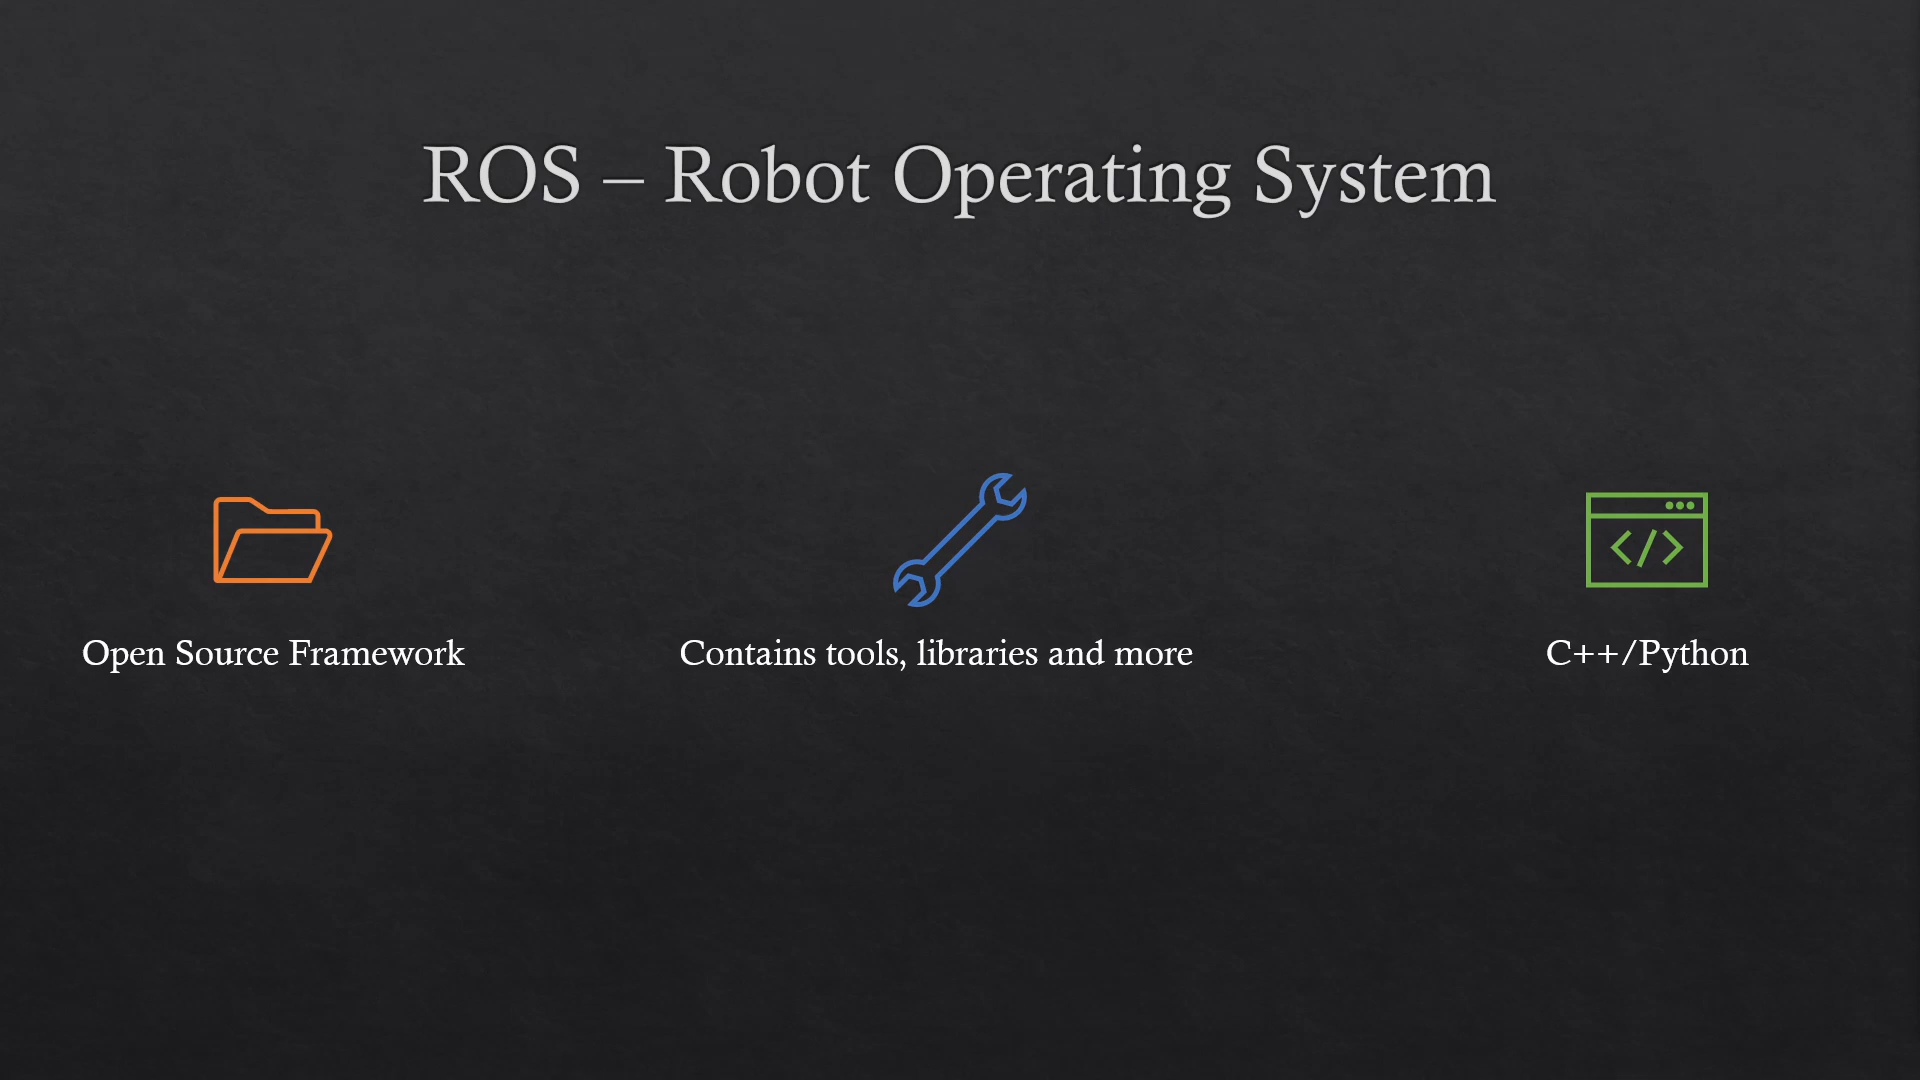 ROS – Robot Operating System
Open Source Framework
Contains tools, libraries and more
C++/Python